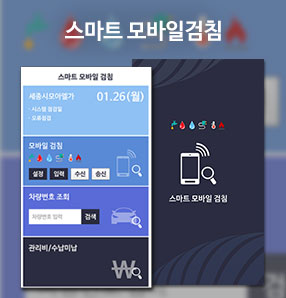 스마트 모바일검침
스마트 모바일 검침
세종시모아엘가
01.26(월)
· 시스템 점검일
· 오류점검
모바일 검침
설정 입력 수신 송신
차량번호 조회
차량번호 입력 검색
관리비/수납미납
스마트 모바일 검침